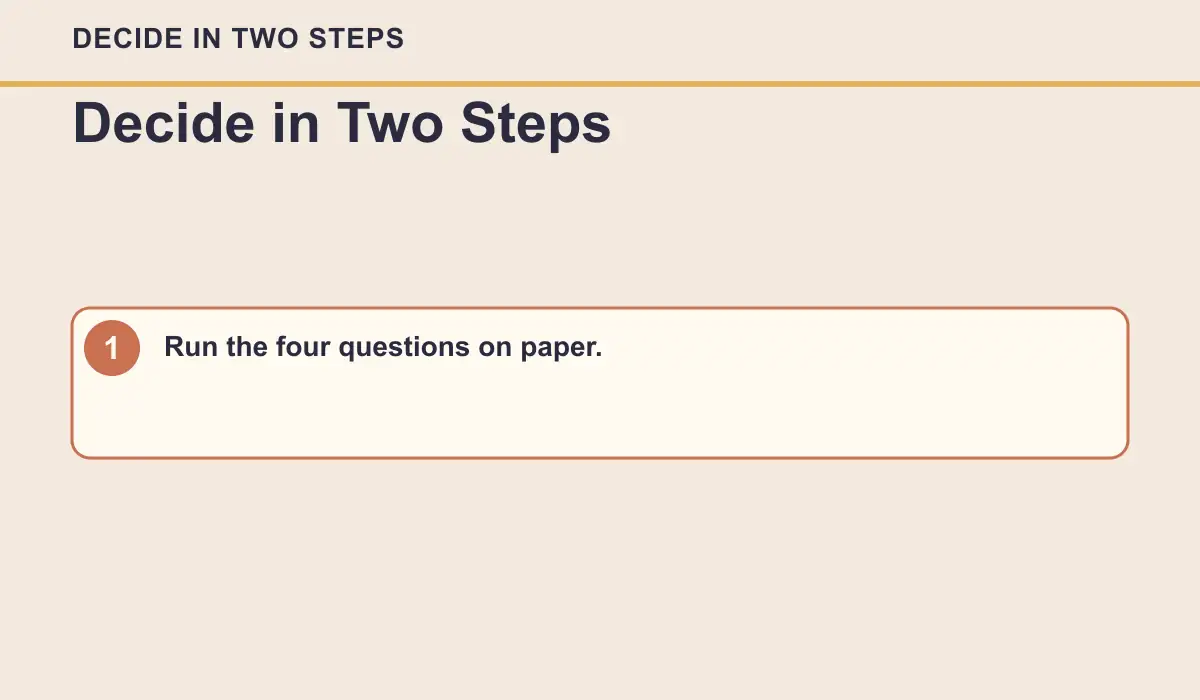 DECIDE IN TWO STEPS
Decide in Two Steps
1 Run the four questions on paper.